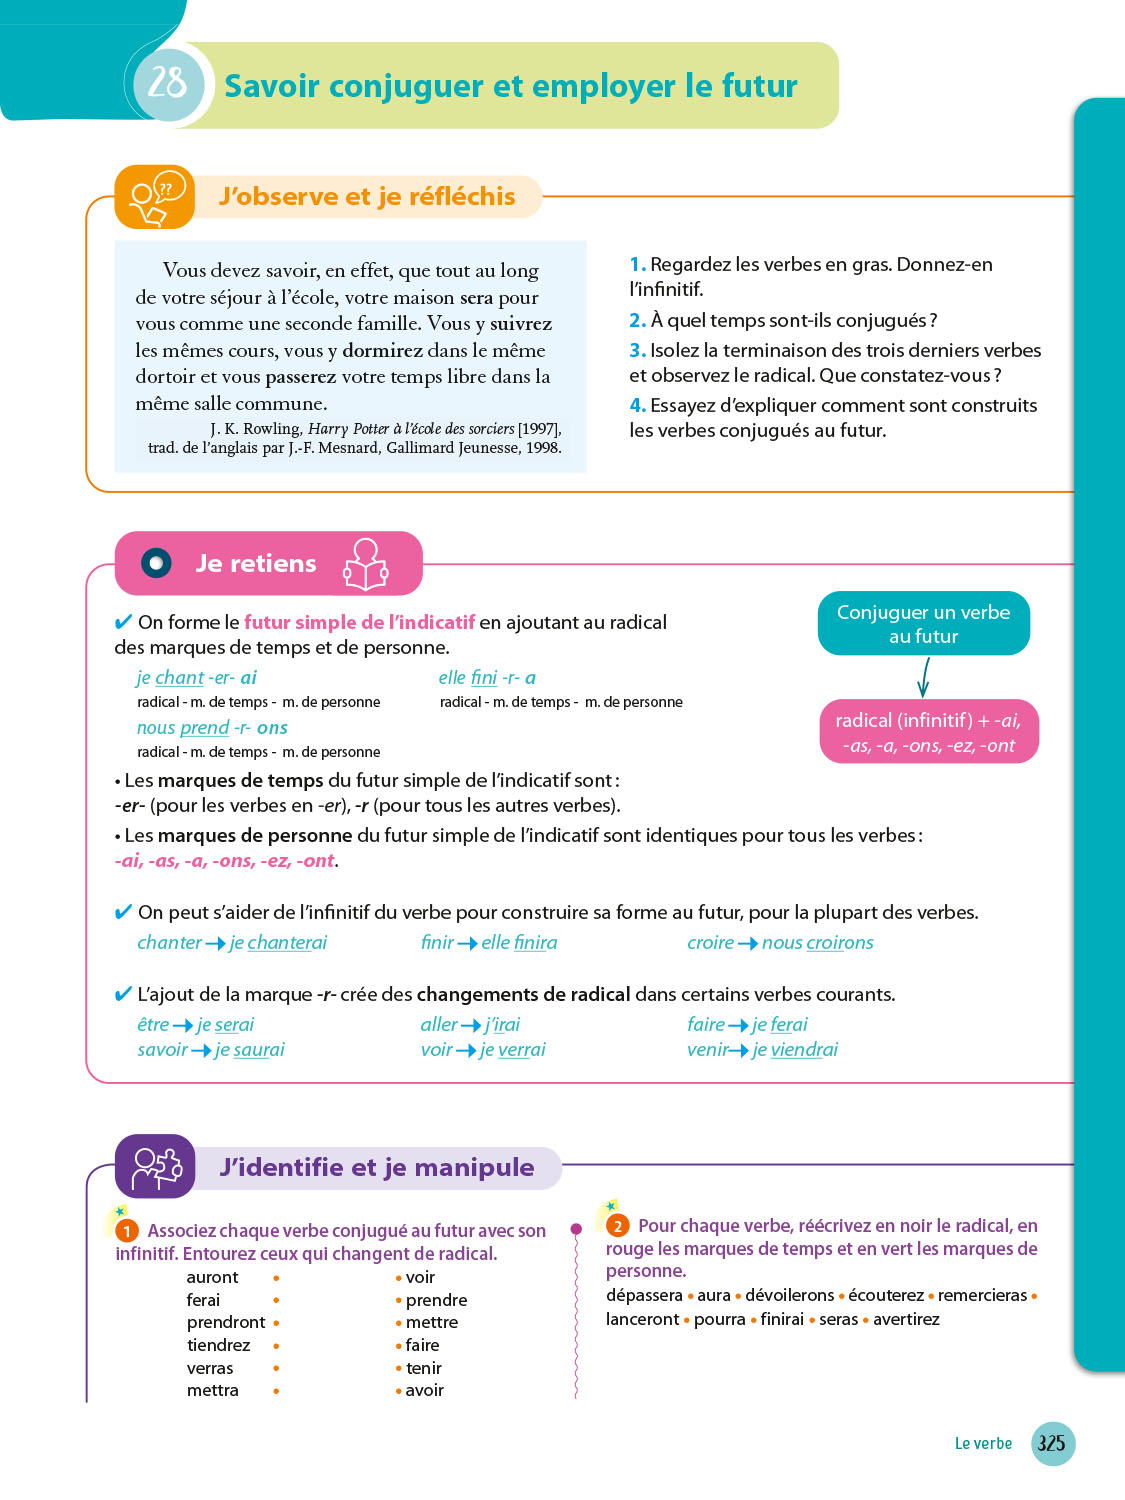 28
Savoir conjuguer et employer le futur
??
J'observe et je réfléchis
Vous devez savoir, en effet, que tout au long
de votre séjour à l'école, votre maison sera pour
vous comme une seconde famille. Vous y suivrez
les mêmes cours, vous y dormirez dans le même
dortoir et vous passerez votre temps libre dans la
même salle commune.
J. K. Rowling, Harry Potter à l'école des sorciers [1997],
trad. de l'anglais par J.-F. Mesnard, Gallimard Jeunesse, 1998.
1. Regardez les verbes en gras. Donnez-en
l'infinitif.
2. À quel temps sont-ils conjugués ?
3. Isolez la terminaison des trois derniers verbes
et observez le radical. Que constatez-vous ?
4. Essayez d'expliquer comment sont construits
les verbes conjugués au futur.
Je retiens
✔ On forme le futur simple de l'indicatif en ajoutant au radical
des marques de temps et de personne.
je chant -er- ai elle fini -r- a
radical - m. de temps - m. de personne radical - m. de temps - m. de personne
nous prend -r- ons
radical - m. de temps - m. de personne
Conjuguer un verbe
au futur
radical (infinitif) + -ai,
-as, -a, -ons, -ez, -ont
• Les marques de temps du futur simple de l'indicatif sont :
-er- (pour les verbes en -er), -r (pour tous les autres verbes).
• Les marques de personne du futur simple de l'indicatif sont identiques pour tous les verbes :
-ai, -as, -a, -ons, -ez, -ont.
✔ On peut s'aider de l'infinitif du verbe pour construire sa forme au futur, pour la plupart des verbes.
chanter → je chanterai finir → elle finira croire → nous croirons
✔ L'ajout de la marque -r- crée des changements de radical dans certains verbes courants.
être → je serai aller → j'irai faire → je ferai
savoir → je saurai voir → je verrai venir → je viendrai
J'identifie et je manipule
1 Associez chaque verbe conjugué au futur avec son
infinitif. Entourez ceux qui changent de radical.
auront • • voir
ferai • • prendre
prendront • • mettre
tiendrez • • faire
verras • • tenir
mettra • • avoir
2 Pour chaque verbe, réécrivez en noir le radical, en
rouge les marques de temps et en vert les marques de
personne.
dépassera • aura • dévoilerons • écouterez • remercieras •
lanceront • pourra • finirai • seras • avertirez
Le verbe 325